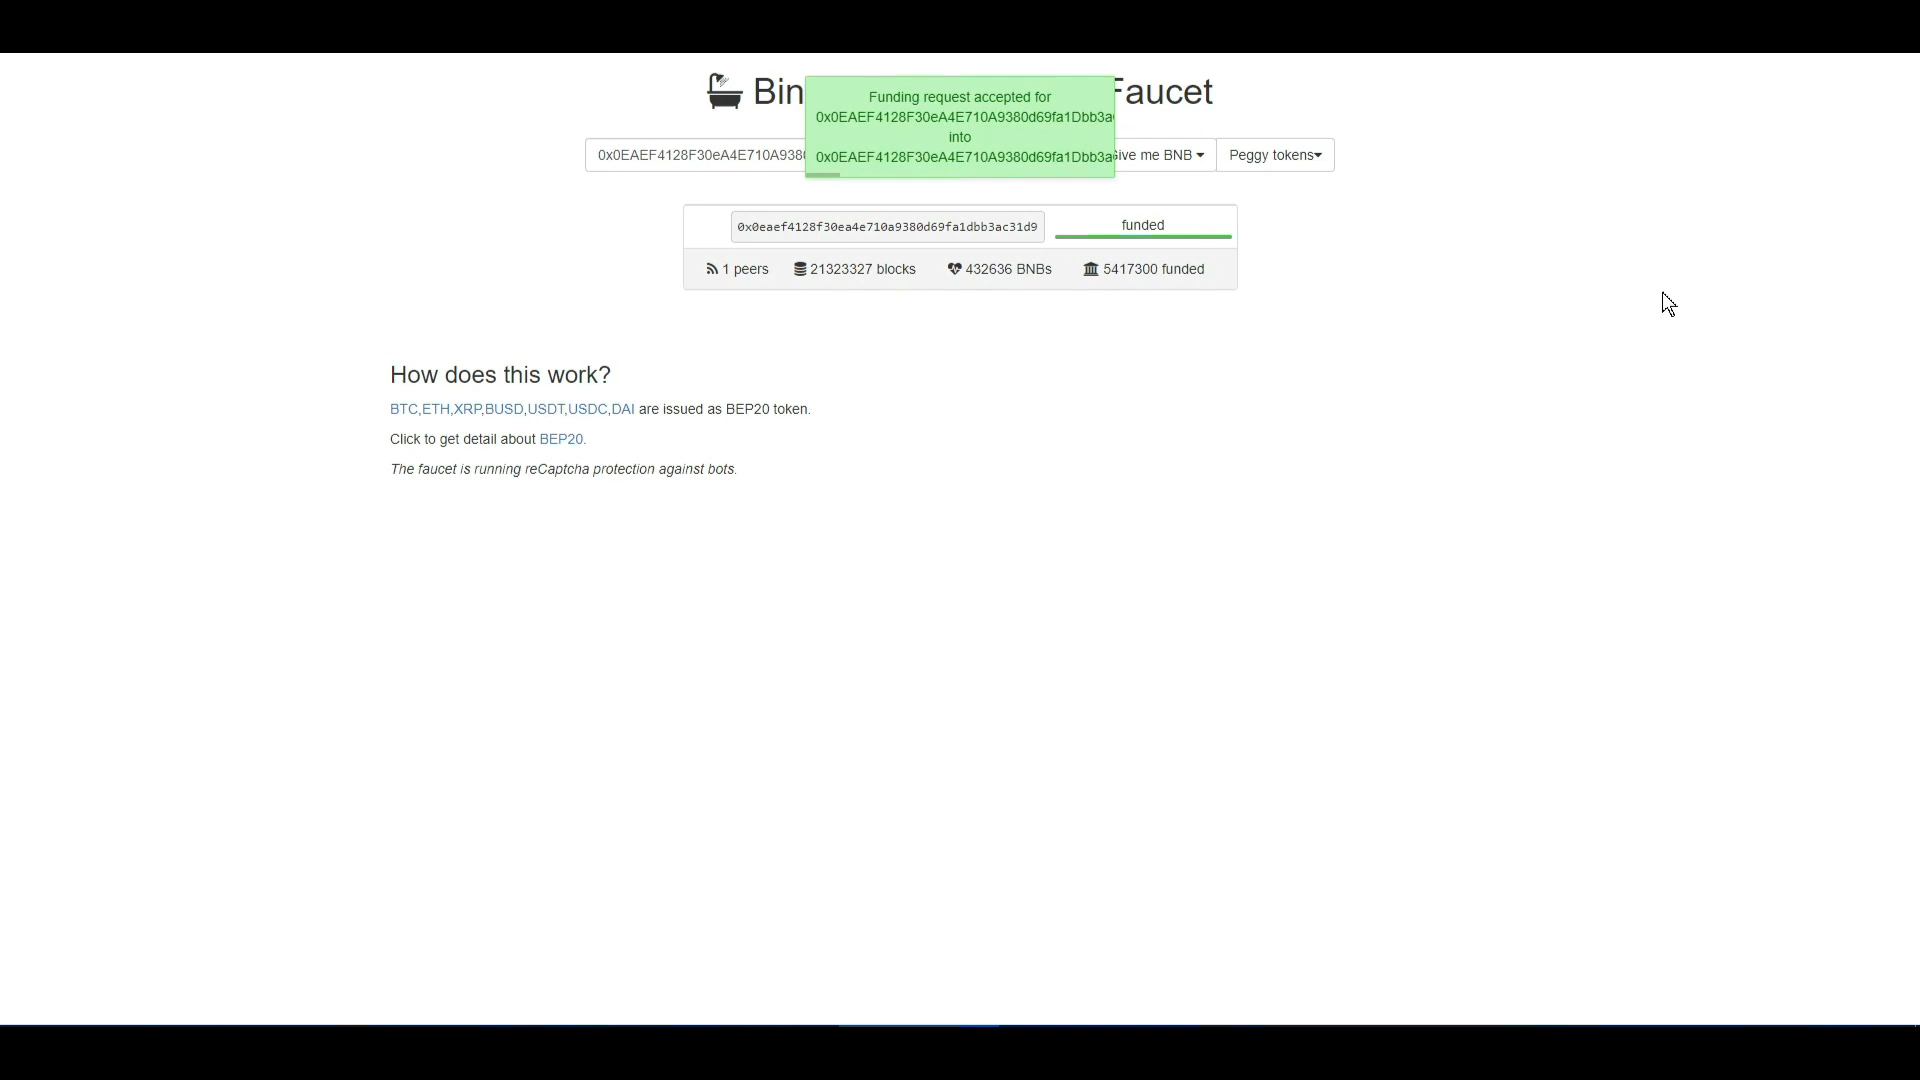 Bin Faucet
Funding request accepted for
0x0EAEF4128F30eA4E710A9380d69fa1Dbb3a
into
0x0EAEF4128F30eA4E710A9380d69fa1Dbb3a
0x0EAEF4128F30eA4E710A938
Give me BNB
Peggy tokens
0x0eaef4128f30ea4e710a9380d69fa1dbb3ac31d9
funded
1 peers
21323327 blocks
432636 BNBs
5417300 funded
How does this work?
BTC,ETH,XRP,BUSD,USDT,USDC,DAI are issued as BEP20 token.
Click to get detail about BEP20.
The faucet is running reCaptcha protection against bots.